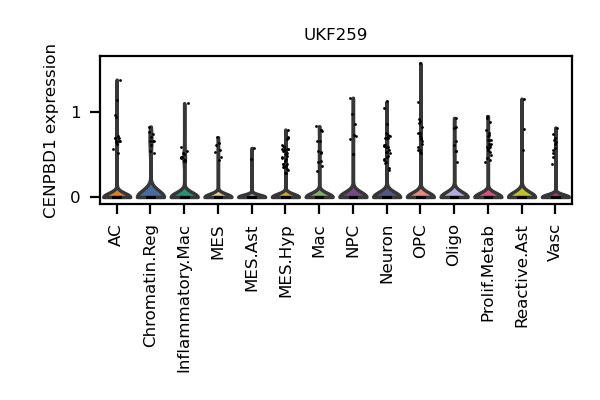 UKF259
CENPBD1 expression
1
0
AC
Chromatin.Reg
Inflammatory.Mac
MES
MES.Ast
MES.Hyp
Mac
NPC
Neuron
OPC
Oligo
Prolif.Metab
Reactive.Ast
Vasc